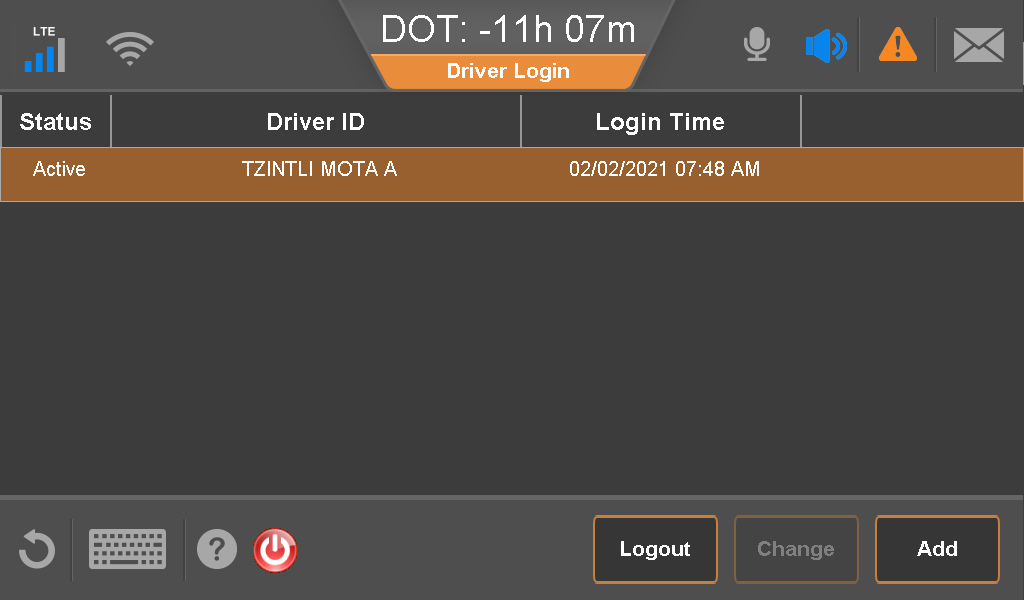 LTE
DOT: -11h 07m
Driver Login
Status Driver ID Login Time
Active TZINTLI MOTA A 02/02/2021 07:48 AM
? Logout Change Add